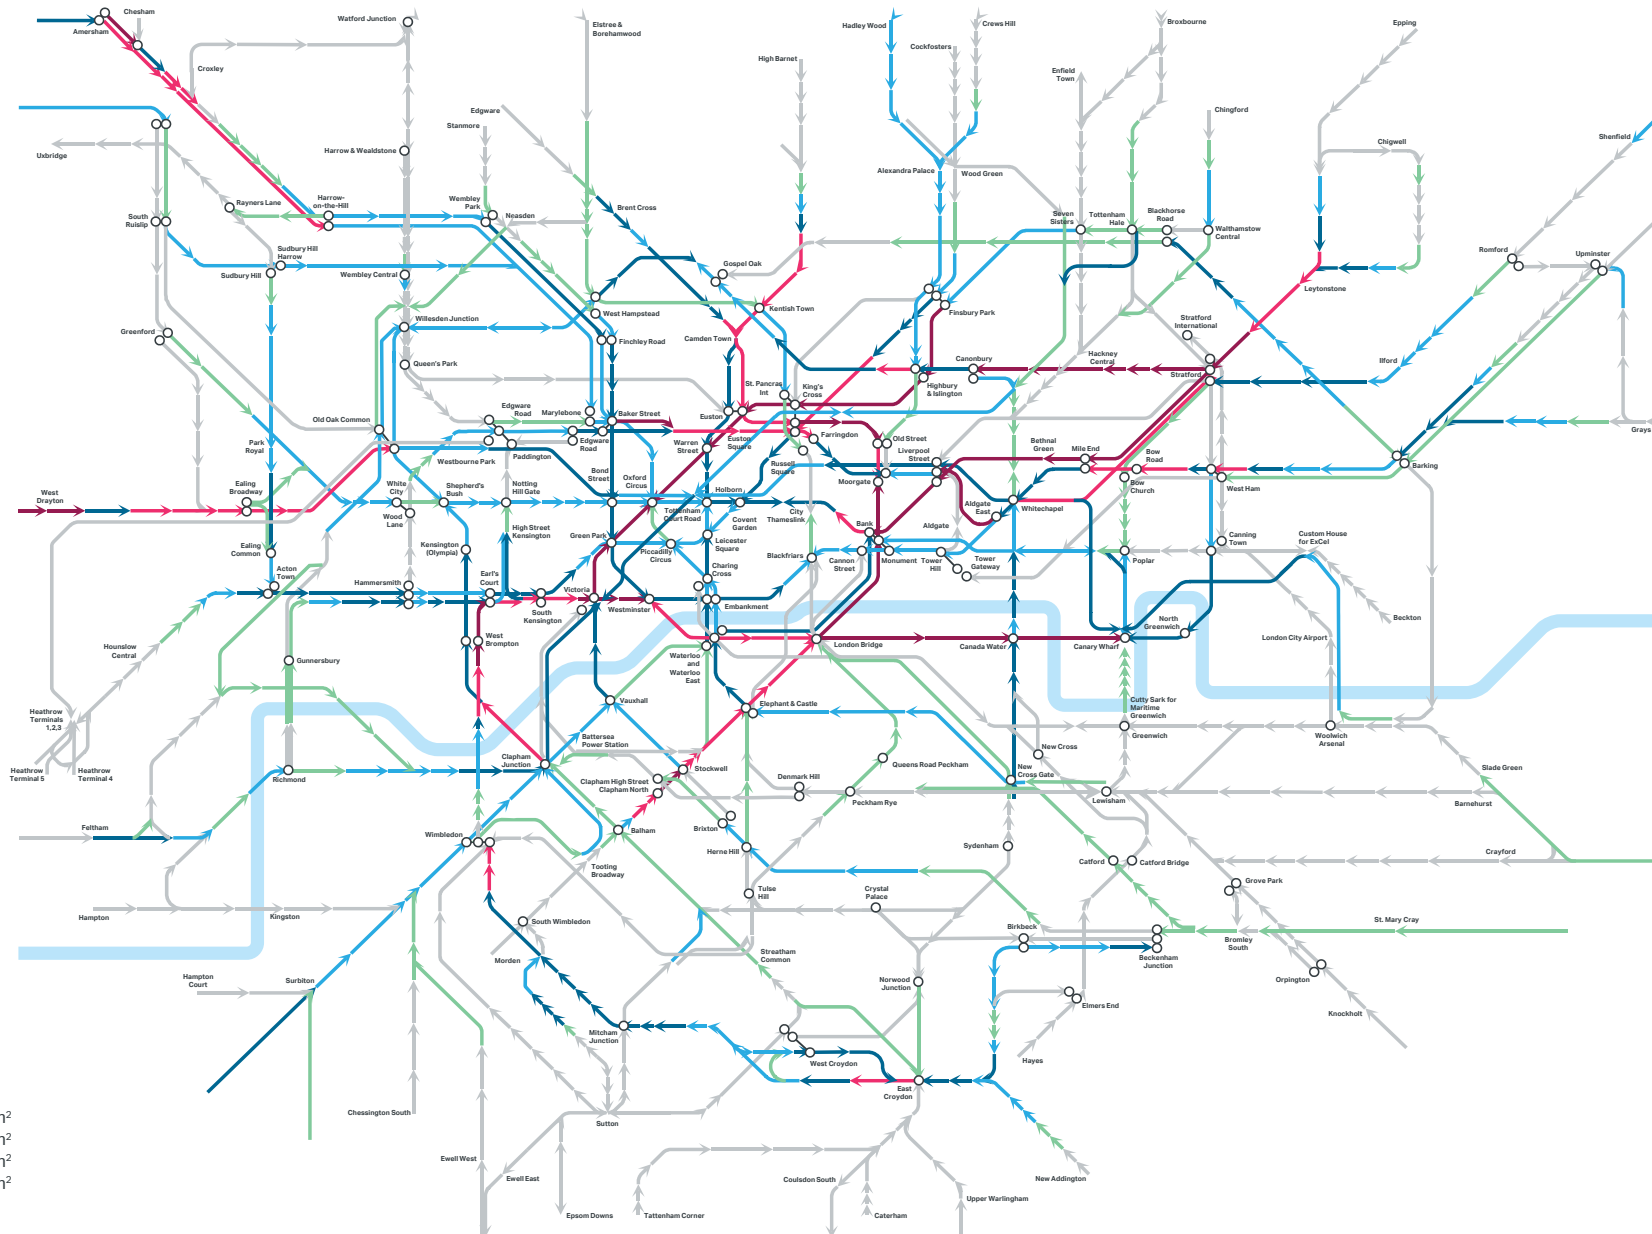 Chesham
Amersham
Watford Junction
Elstree &
Borehamwood
Hadley Wood
Crews Hill
Cockfosters
Broxbourne
Epping
Croxley
High Barnet
Enfield
Town
Edgware
Stanmore
Chingford
Shenfield
Uxbridge
Harrow & Wealdstone
Chigwell
Alexandra Palace
Wood Green
Rayners Lane
Harrow-
on-the-Hill
Wembley
Park
Neasden
Brent Cross
South
Ruislip
Seven
Sisters
Tottenham
Hale
Blackhorse
Road
Walthamstow
Central
Sudbury Hill
Harrow
Sudbury Hill
Wembley Central
Gospel Oak
Romford
Upminster
Leytonstone
Greenford
Willesden Junction
West Hampstead
Kentish Town
Finsbury Park
Stratford
International
Finchley Road
Camden Town
Queen's Park
Canonbury
Hackney
Central
Stratford
Ilford
St. Pancras
Int
King's
Cross
Highbury
& Islington
Old Oak Common
Edgware
Road
Marylebone
Baker Street
Euston
Grays
Edgware
Road
Warren
Street
Euston
Square
Farringdon
Old Street
Liverpool
Street
Bethnal
Green
Mile End
Bow
Road
Park
Royal
Westbourne Park
Paddington
Bond
Street
Russell
Square
Moorgate
Barking
West
Drayton
Ealing
Broadway
White
City
Shepherd's
Bush
Notting
Hill Gate
Oxford
Circus
Holborn
Bow
Church
West Ham
Wood
Lane
Tottenham
Court Road
Covent
Garden
City
Thameslink
Aldgate
East
Whitechapel
Ealing
Common
Kensington
(Olympia)
High Street
Kensington
Green Park
Piccadilly
Circus
Leicester
Square
Bank
Aldgate
Canning
Town
Custom House
for ExCel
Acton
Town
Hammersmith
Earl's
Court
Blackfriars
Cannon
Street
Monument
Tower
Hill
Tower
Gateway
Poplar
Charing
Cross
Victoria
South
Kensington
Westminster
Embankment
Beckton
Hounslow
Central
Gunnersbury
West
Brompton
Waterloo
and
Waterloo
East
London Bridge
Canada Water
Canary Wharf
North
Greenwich
London City Airport
Heathrow
Terminals
1,2,3
Vauxhall
Elephant & Castle
Cutty Sark for
Maritime
Greenwich
Greenwich
Woolwich
Arsenal
Heathrow
Terminal 5
Heathrow
Terminal 4
Richmond
Clapham
Junction
Battersea
Power Station
Stockwell
New Cross
Queens Road Peckham
New
Cross Gate
Slade Green
Clapham High Street
Clapham North
Denmark Hill
Peckham Rye
Lewisham
Barnehurst
Feltham
Wimbledon
Balham
Brixton
Herne Hill
Sydenham
Catford
Catford Bridge
Crayford
Tooting
Broadway
Tulse
Hill
Crystal
Palace
Grove Park
Hampton
Kingston
South Wimbledon
Birkbeck
St. Mary Cray
Morden
Streatham
Common
Beckenham
Junction
Bromley
South
Hampton
Court
Surbiton
Norwood
Junction
Orpington
Elmers End
Knockholt
Mitcham
Junction
West Croydon
Hayes
East
Croydon
Chessington South
Sutton
Ewell West
Ewell East
Coulsdon South
New Addington
Upper Warlingham
Epsom Downs
Tattenham Corner
Caterham
m²
m²
m²
m²